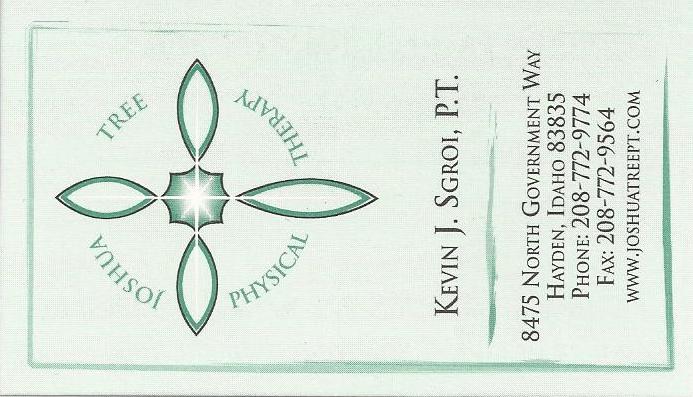 JOSHUA TREE
PHYSICAL THERAPY
KEVIN J. SGROI, P.T.
8475 NORTH GOVERNMENT WAY
HAYDEN, IDAHO 83835
PHONE: 208-772-9774
FAX: 208-772-9564
WWW.JOSHUATREEPT.COM